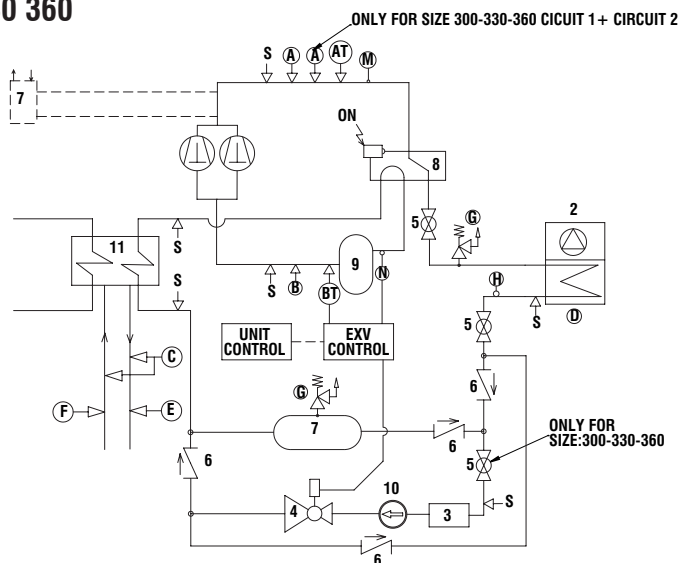 0 360
ONLY FOR SIZE 300-330-360 CICUIT 1+ CIRCUIT 2
S A A AT M
7
ON
8
5 G
2
11
S
9
S
S B BT N
H
S D
5
UNIT CONTROL
EXV CONTROL
C
G
6
F E
7
6
6
ONLY FOR
SIZE:300-330-360
5
10
S
4
3
6